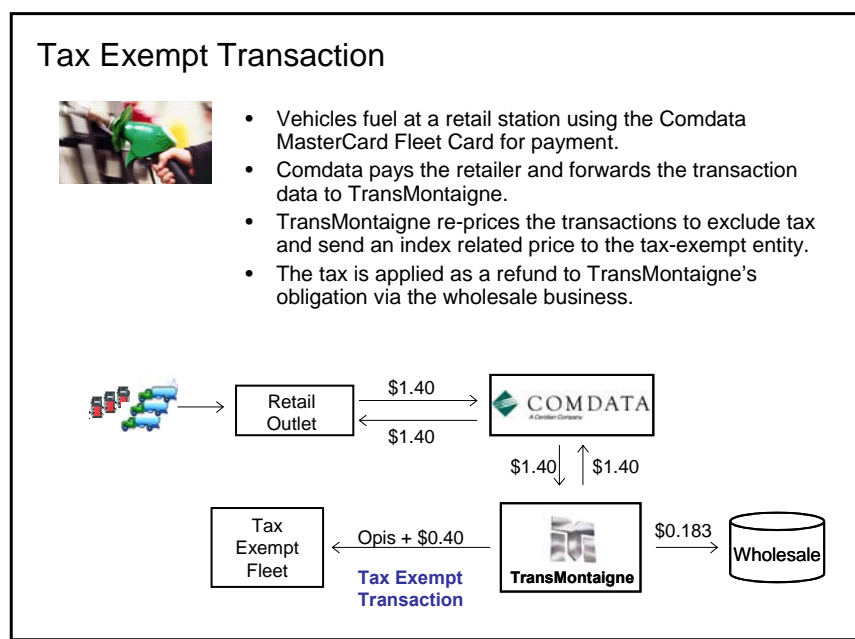 Tax Exempt Transaction
• Vehicles fuel at a retail station using the Comdata
MasterCard Fleet Card for payment.
• Comdata pays the retailer and forwards the transaction
data to TransMontaigne.
• TransMontaigne re-prices the transactions to exclude tax
and send an index related price to the tax-exempt entity.
• The tax is applied as a refund to TransMontaigne's
obligation via the wholesale business.
Retail
Outlet
$1.40
$1.40
COMDATA
A Ceridian Company
$1.40
$1.40
Tax
Exempt
Fleet
Opis + $0.40
Tax Exempt
Transaction
TransMontaigne
$0.183
Wholesale